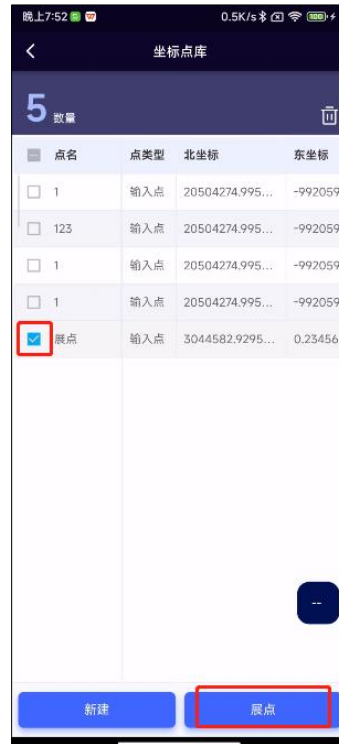 晚上7:52 0.5K/s 100
坐标点库
5 数量
点名 点类型 北坐标 东坐标
1 输入点 20504274.995... -992059
123 输入点 20504274.995... -992059
1 输入点 20504274.995... -992059
1 输入点 20504274.995... -992059
展点 输入点 3044582.9295... 0.23456
--
新建 展点